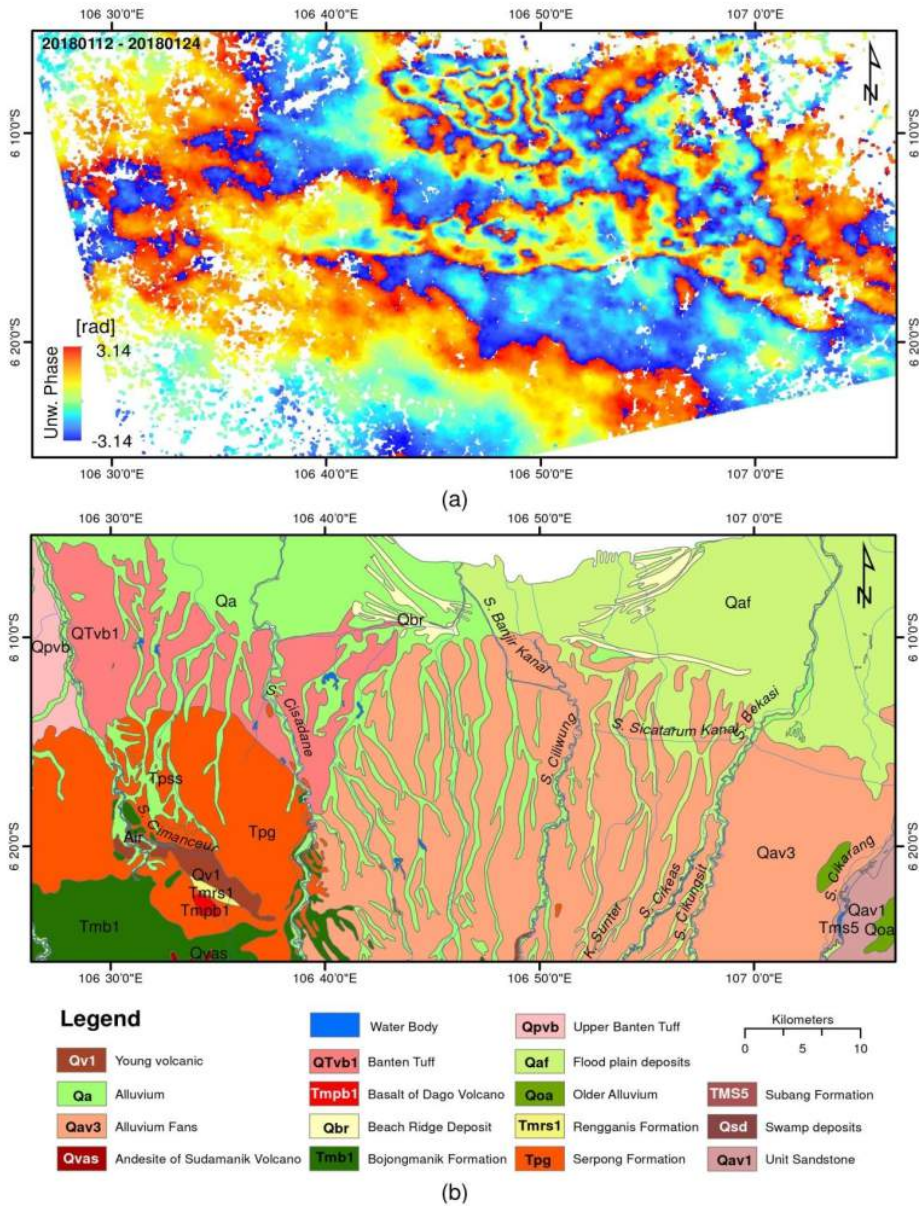 106 30'0"E 106 40'0"E 106 50'0"E 107 0'0"E
20180112 - 20180124
N
6 10'0"S 6 10'0"S
6 20'0"S 6 20'0"S
[rad]
3.14
Unw. Phase
-3.14
106 30'0"E 106 40'0"E 106 50'0"E 107 0'0"E
(a)
106 30'0"E 106 40'0"E 106 50'0"E 107 0'0"E
N
Qa
Qaf
Qbr
S. Banjir Kanal
6 10'0"S 6 10'0"S
QTvb1
Qpvb
S. Cisadane
S. Ciliwung
S. Sicatarum Kanal
S. Bekasi
Tpss
S. Cimanceur
Air
Tpg
6 20'0"S 6 20'0"S
Qav3
Qv1
Tmrs1
Tmpb1
S. Cikarang
Qav1
Tms5
Qoa
Tmb1
Qvas
K. Sunter
S. Cikeas
S. Cikungsit
106 30'0"E 106 40'0"E 106 50'0"E 107 0'0"E
Legend
Qv1 Young volcanic
Qa Alluvium
Qav3 Alluvium Fans
Qvas Andesite of Sudamanik Volcano
Water Body
QTvb1 Banten Tuff
Tmpb1 Basalt of Dago Volcano
Qbr Beach Ridge Deposit
Tmb1 Bojongmanik Formation
Qpvb Upper Banten Tuff
Qaf Flood plain deposits
Qoa Older Alluvium
Tmrs1 Rengganis Formation
Tpg Serpong Formation
Kilometers
0 5 10
TMS5 Subang Formation
Qsd Swamp deposits
Qav1 Unit Sandstone
(b)